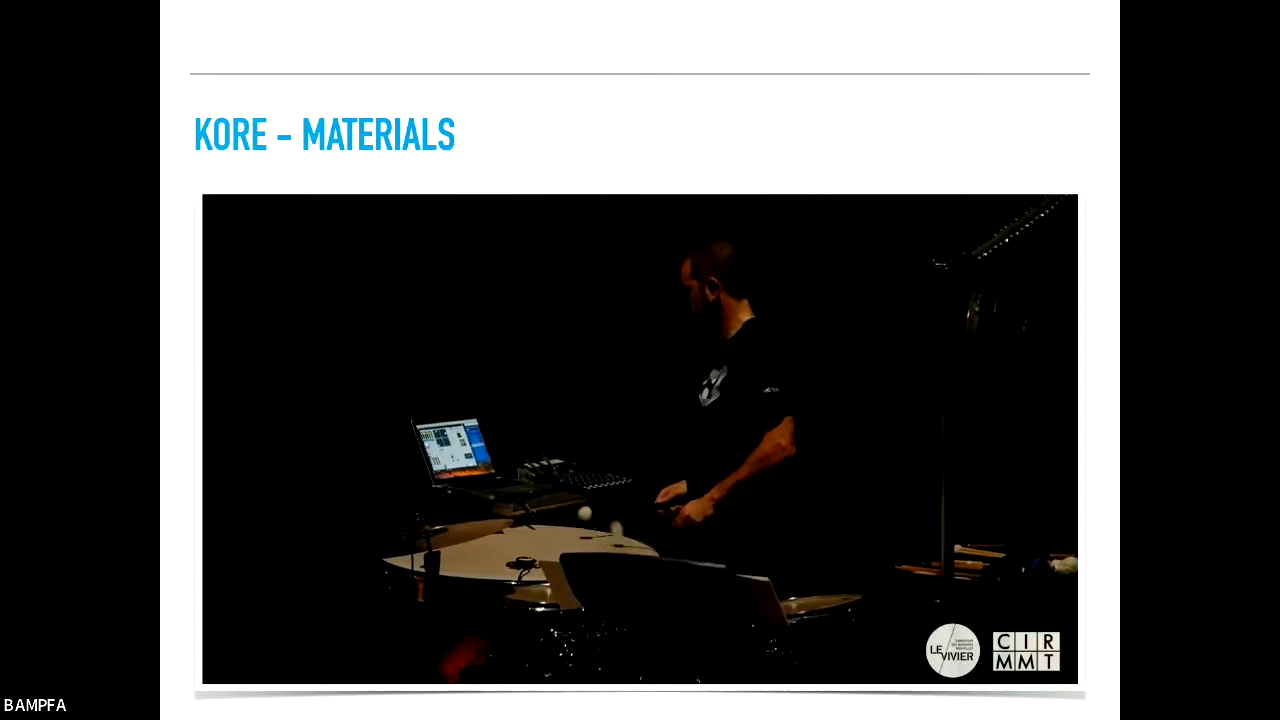 KORE - MATERIALS
LE
VIVIER
CIR
MMT
BAMPFA